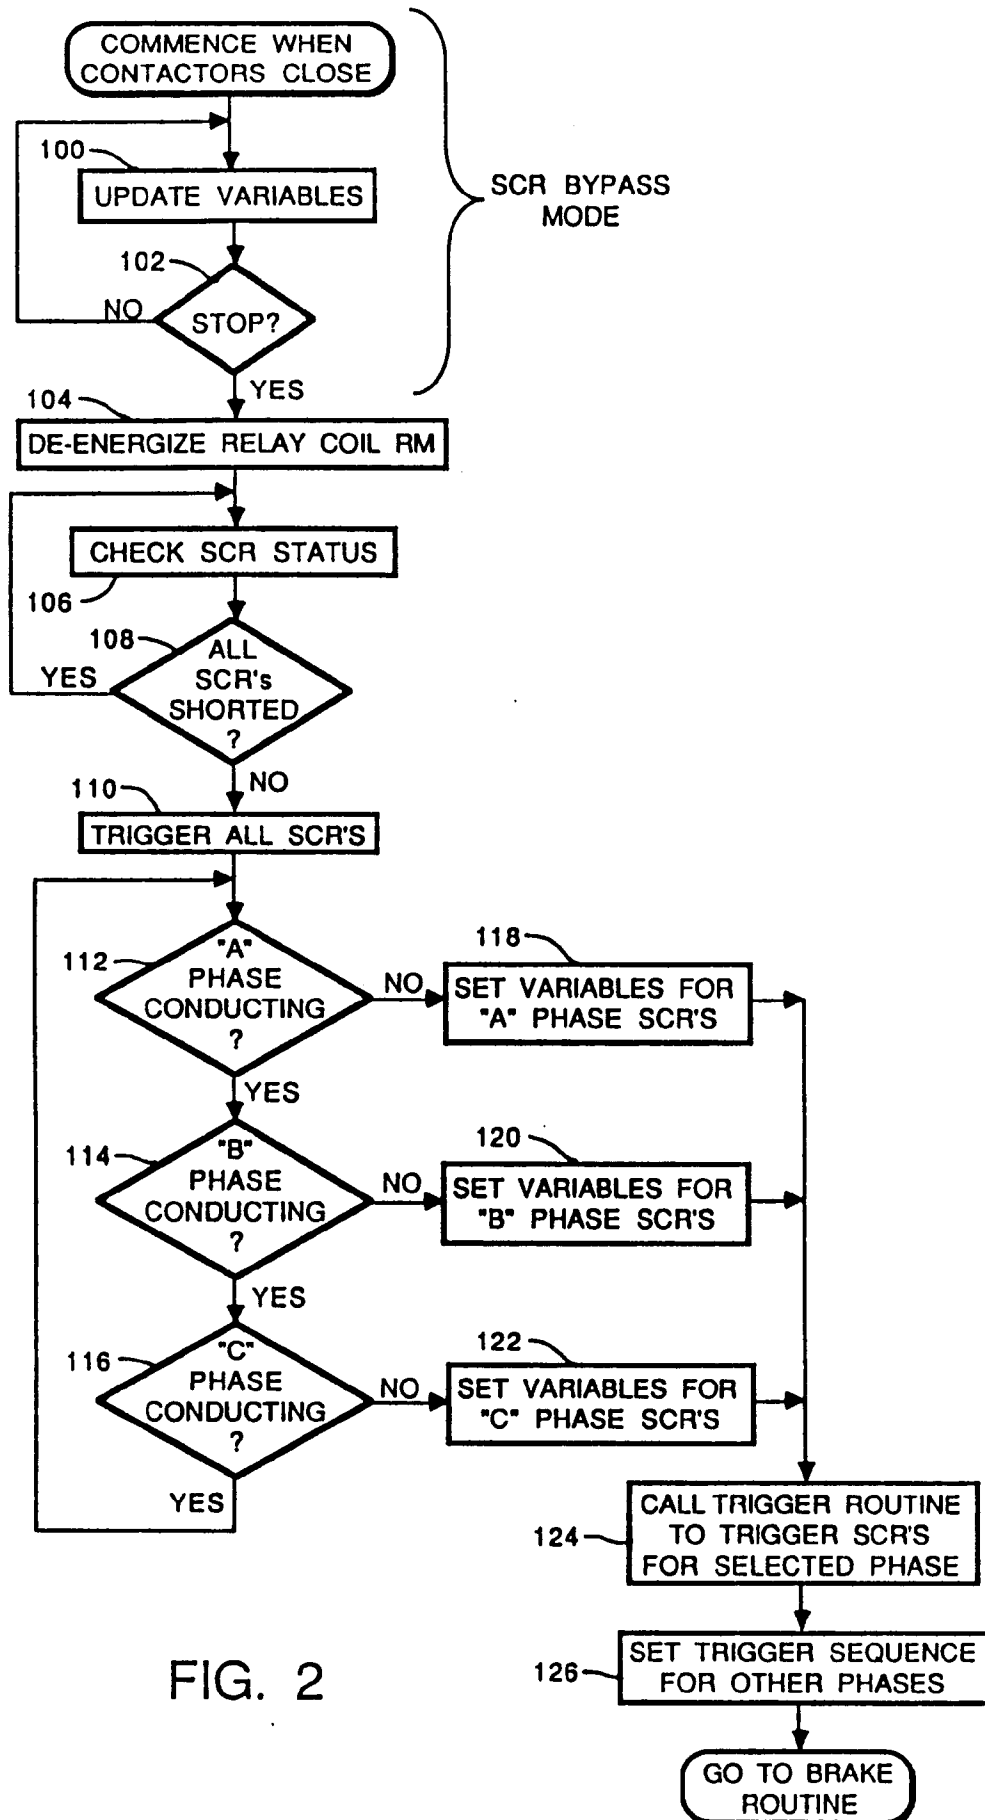 COMMENCE WHEN
CONTACTORS CLOSE
100
UPDATE VARIABLES
SCR BYPASS
MODE
102
STOP?
NO
YES
104
DE-ENERGIZE RELAY COIL RM
CHECK SCR STATUS
106
108
ALL
SCR's
SHORTED
?
YES
NO
110
TRIGGER ALL SCR'S
112
"A"
PHASE
CONDUCTING
?
NO
118
SET VARIABLES FOR
"A" PHASE SCR'S
YES
114
"B"
PHASE
CONDUCTING
?
NO
120
SET VARIABLES FOR
"B" PHASE SCR'S
YES
116
"C"
PHASE
CONDUCTING
?
NO
122
SET VARIABLES FOR
"C" PHASE SCR'S
YES
124
CALL TRIGGER ROUTINE
TO TRIGGER SCR'S
FOR SELECTED PHASE
126
SET TRIGGER SEQUENCE
FOR OTHER PHASES
GO TO BRAKE
ROUTINE
FIG. 2